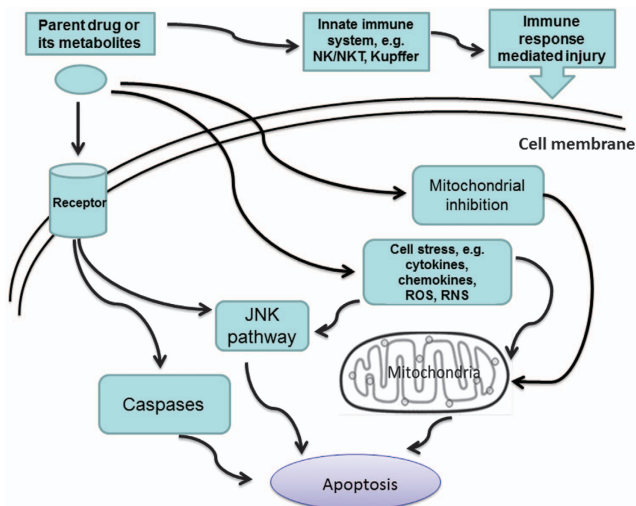 Parent drug or
its metabolites
Innate immune
system, e.g.
NK/NKT, Kupffer
Immune
response
mediated injury
Cell membrane
Receptor
Mitochondrial
inhibition
Cell stress, e.g.
cytokines,
chemokines,
ROS, RNS
JNK
pathway
Mitochondria
Caspases
Apoptosis